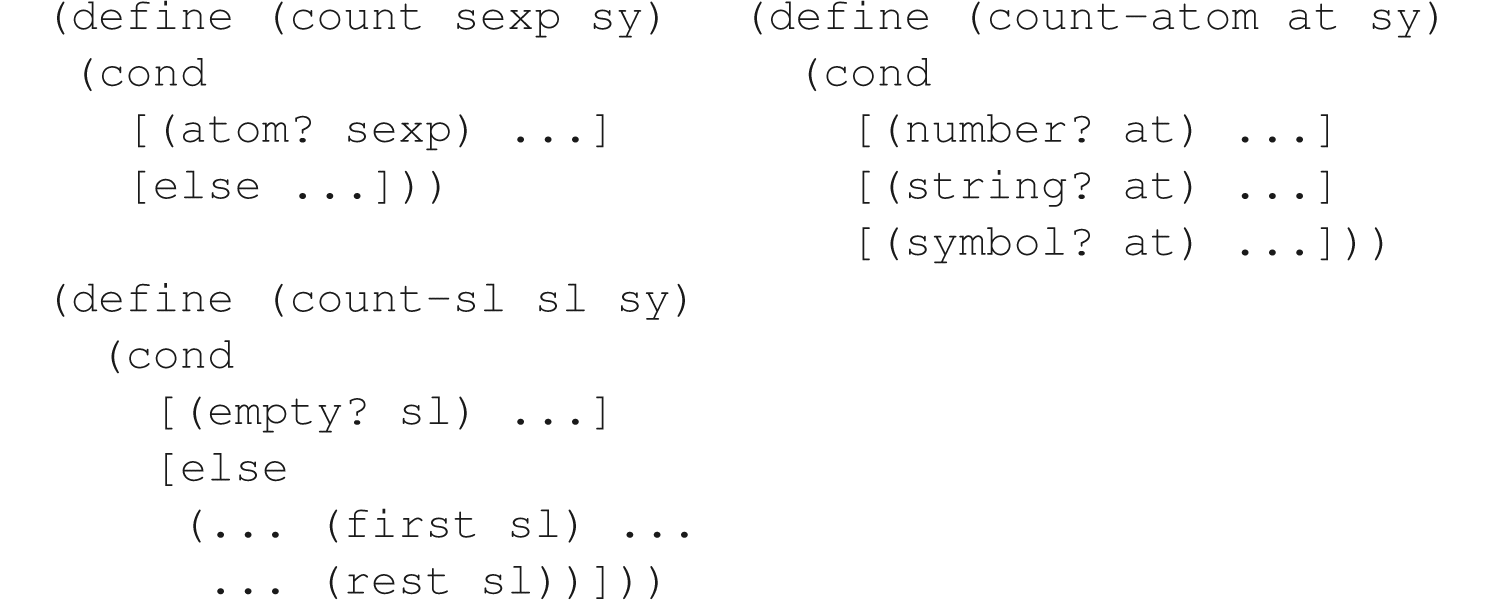 (define (count sexp sy)
 (cond
   [(atom? sexp) ...]
   [else ...]))
(define (count-sl sl sy)
  (cond
    [(empty? sl) ...]
    [else
     (... (first sl) ...
      ... (rest sl))]))
(define (count-atom at sy)
  (cond
    [(number? at) ...]
    [(string? at) ...]
    [(symbol? at) ...]))